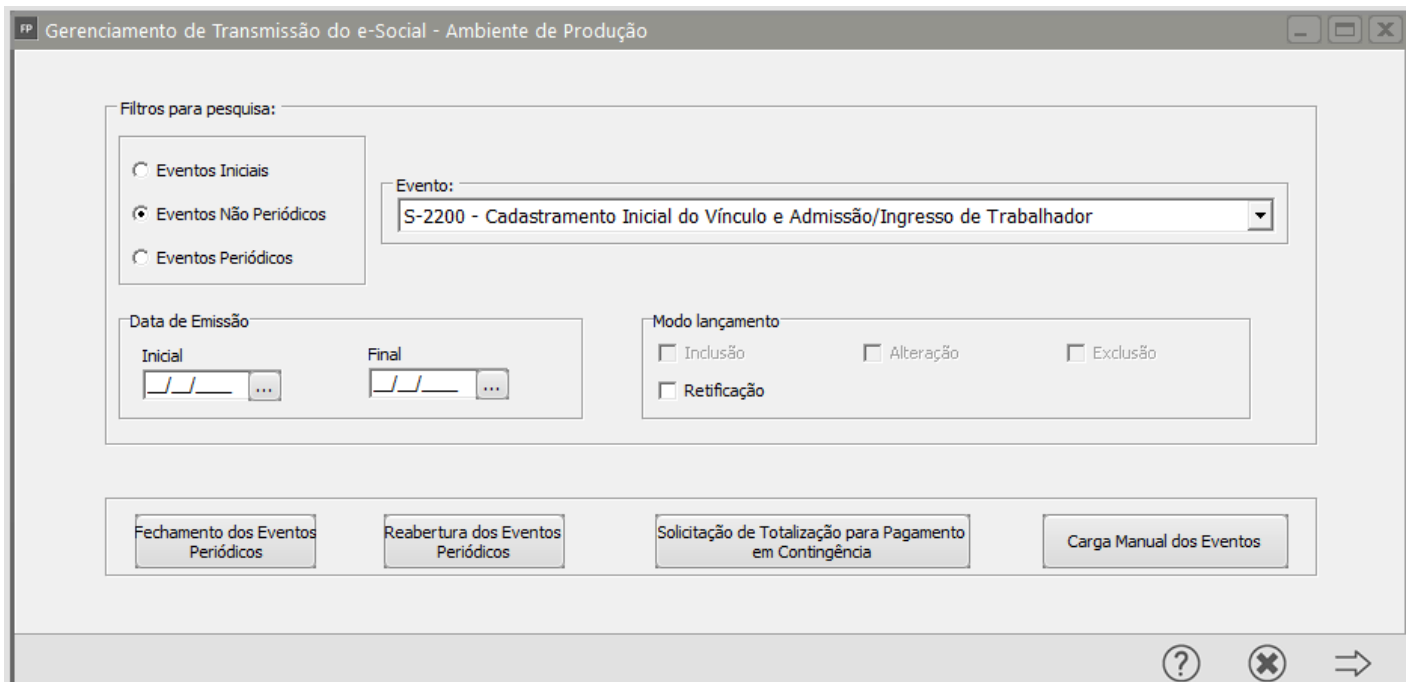 FP Gerenciamento de Transmissão do e-Social - Ambiente de Produção
Filtros para pesquisa:
Eventos Iniciais
Eventos Não Periódicos
Eventos Periódicos
Evento:
S-2200 - Cadastramento Inicial do Vínculo e Admissão/Ingresso de Trabalhador
Data de Emissão
Inicial
Final
__/__/____ ...
__/__/____ ...
Modo lançamento
Inclusão
Alteração
Exclusão
Retificação
Fechamento dos Eventos
Periódicos
Reabertura dos Eventos
Periódicos
Solicitação de Totalização para Pagamento
em Contingência
Carga Manual dos Eventos
?